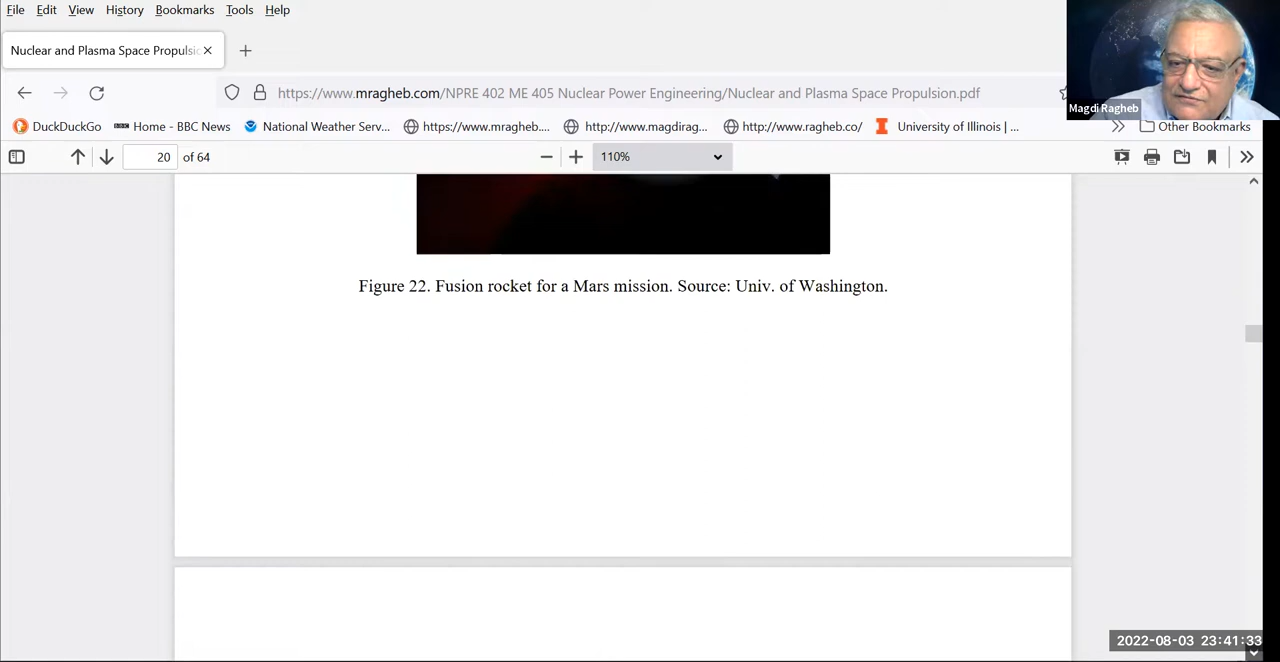 File Edit View History Bookmarks Tools Help
Nuclear and Plasma Space Propulsic
https://www.mragheb.com/NPRE 402 ME 405 Nuclear Power Engineering/Nuclear and Plasma Space Propulsion.pdf
Magdi Ragheb
DuckDuckGo BBC Home - BBC News National Weather Serv... https://www.mragheb.... http://www.magdirag... http://www.ragheb.co/ University of Illinois | ... Other Bookmarks
20 of 64 110%
Figure 22. Fusion rocket for a Mars mission. Source: Univ. of Washington.
2022-08-03 23:41:33